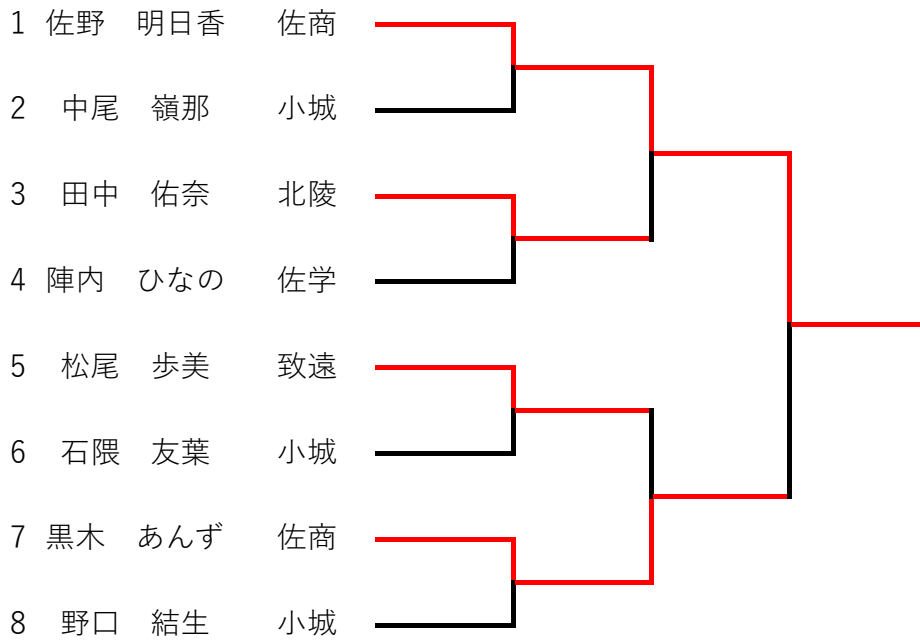 1 佐野 明日香 佐商
2 中尾 嶺那 小城
3 田中 佑奈 北陵
4 陣内 ひなの 佐学
5 松尾 歩美 致遠
6 石隈 友葉 小城
7 黒木 あんず 佐商
8 野口 結生 小城